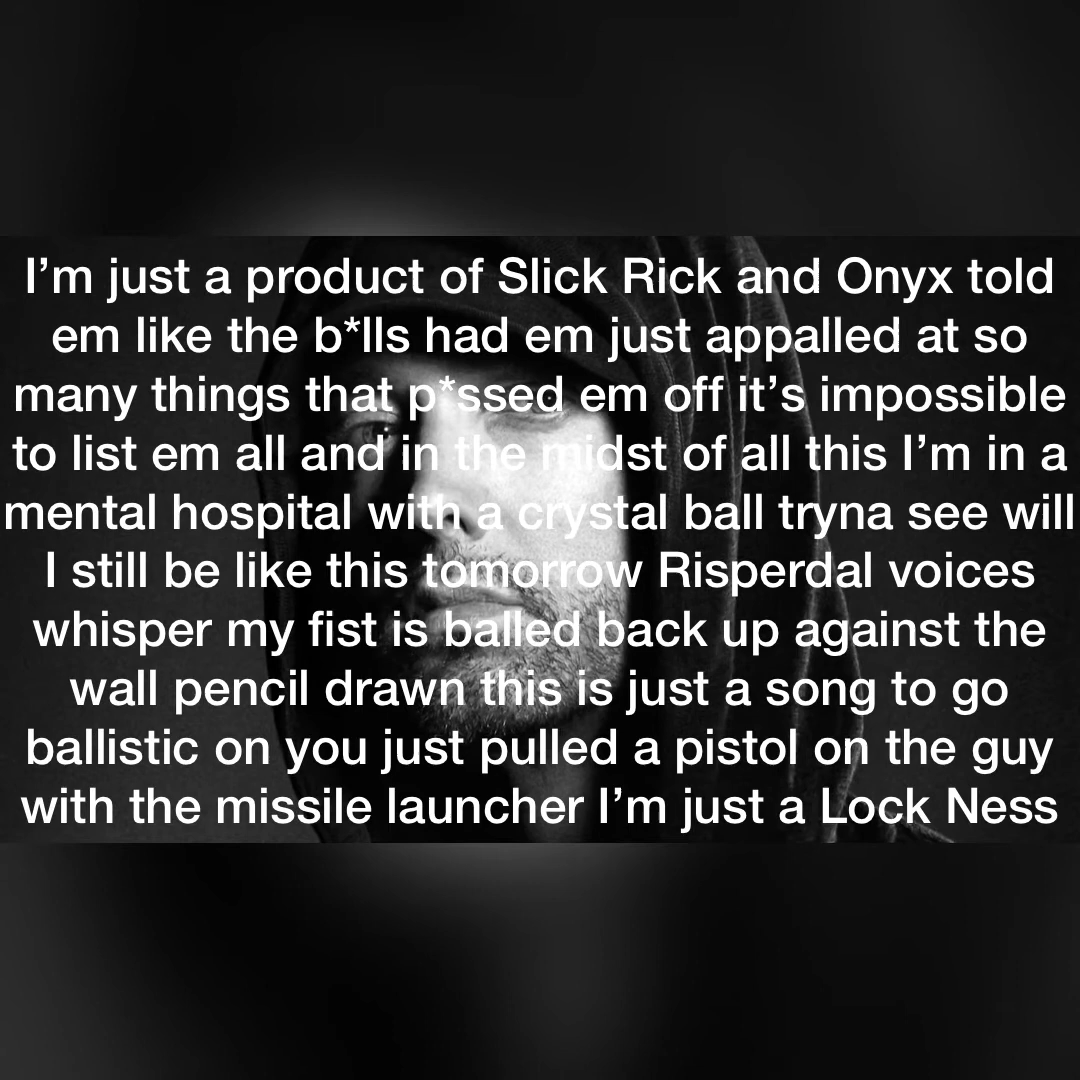 I’m just a product of Slick Rick and Onyx told
em like the b*lls had em just appalled at so
many things that p*ssed em off it’s impossible
to list em all and in the midst of all this I’m in a
mental hospital with a crystal ball tryna see will
I still be like this tomorrow Risperdal voices
whisper my fist is balled back up against the
wall pencil drawn this is just a song to go
ballistic on you just pulled a pistol on the guy
with the missile launcher I’m just a Lock Ness